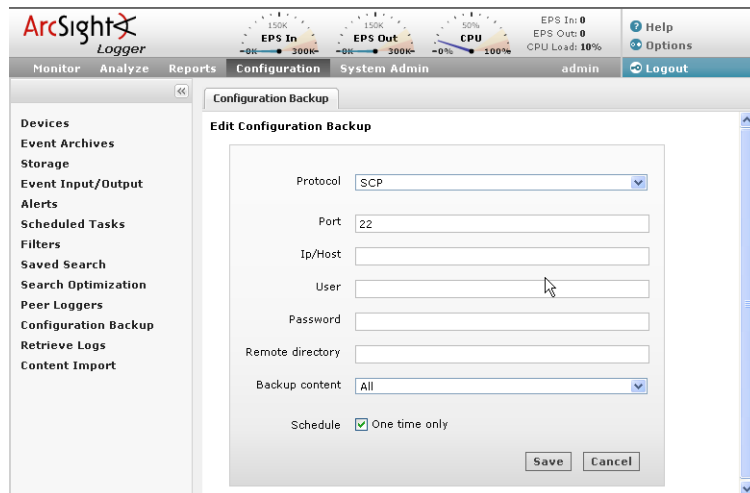 ArcSight
Logger
150K
EPS In
0K 300K
150K
EPS Out
0K 300K
50%
CPU
0% 100%
EPS In: 0
EPS Out: 0
CPU Load: 10%
Help
Options
Monitor Analyze Reports Configuration System Admin admin Logout
Configuration Backup
Edit Configuration Backup
Devices
Event Archives
Storage
Event Input/Output
Alerts
Scheduled Tasks
Filters
Saved Search
Search Optimization
Peer Loggers
Configuration Backup
Retrieve Logs
Content Import
Protocol SCP
Port 22
Ip/Host
User
Password
Remote directory
Backup content All
Schedule One time only
Save Cancel